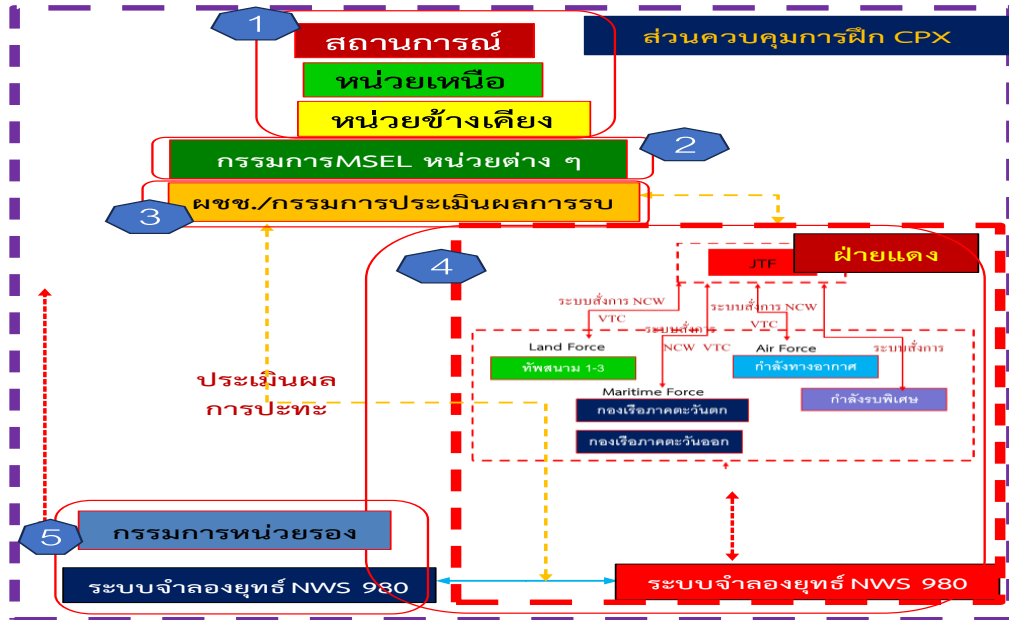 1
สถานการณ์
ส่วนควบคุมการฝึก CPX
หน่วยเหนือ
หน่วยข้างเคียง
2
กรรมการMSEL หน่วยต่าง ๆ
3
ผชช./กรรมการประเมินผลการรบ
4
JTF
ฝ่ายแดง
ระบบสั่งการ NCW
VTC
ระบบสั่งการ
NCW VTC
ระบบสั่งการ NCW
VTC
ระบบสั่งการ
Land Force
ทัพสนาม 1-3
Air Force
กำลังทางอากาศ
Maritime Force
กองเรือภาคตะวันตก
กองเรือภาคตะวันออก
กำลังรบพิเศษ
ประเมินผล
การปะทะ
5
กรรมการหน่วยรอง
ระบบจำลองยุทธ์ NWS 980
ระบบจำลองยุทธ์ NWS 980